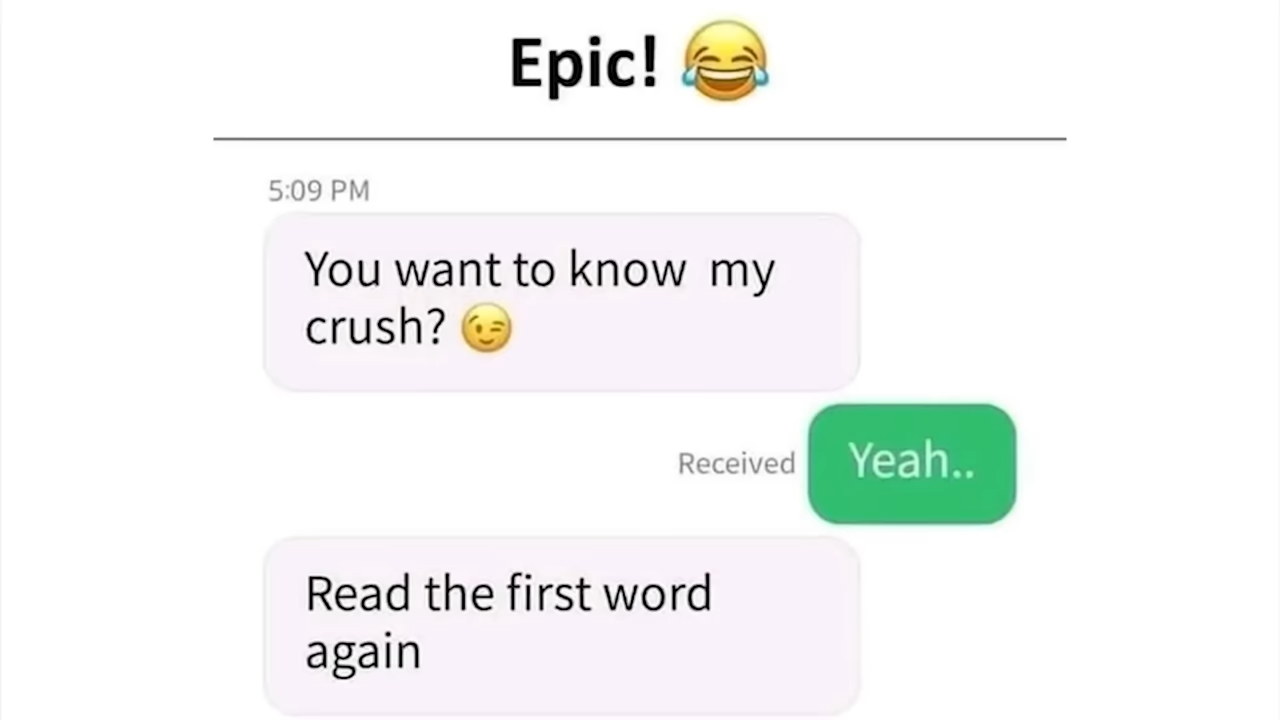 Epic! 😂
5:09 PM
You want to know  my
crush? 😉
Received
Yeah..
Read the first word
again